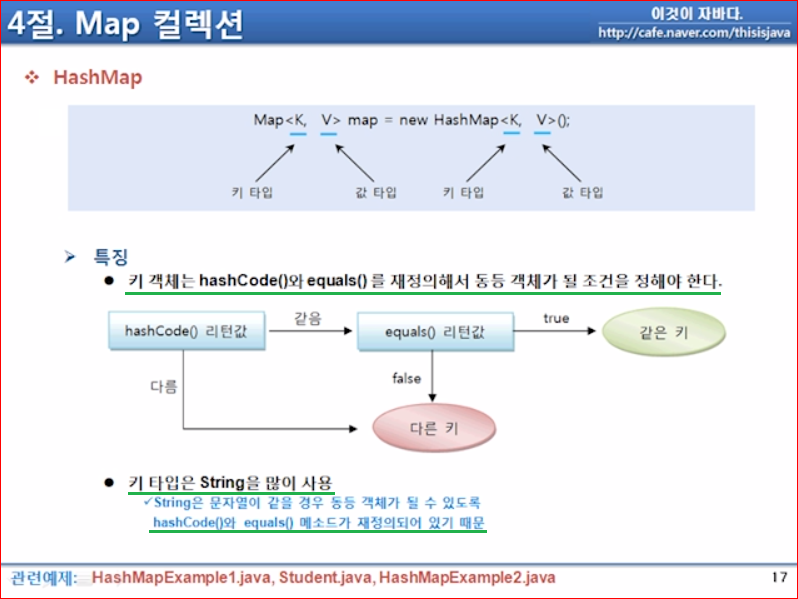 4절. Map 컬렉션
이것이 자바다.
http://cafe.naver.com/thisisjava
❖ HashMap
Map<K, V> map = new HashMap<K, V>();
키 타입 값 타입 키 타입 값 타입
➢ 특징
● 키 객체는 hashCode()와 equals() 를 재정의해서 동등 객체가 될 조건을 정해야 한다.
hashCode() 리턴값 같음 equals() 리턴값 true 같은 키
다름 false
다른 키
● 키 타입은 String을 많이 사용
✓String은 문자열이 같을 경우 동등 객체가 될 수 있도록
hashCode()와 equals() 메소드가 재정의되어 있기 때문
관련예제: HashMapExample1.java, Student.java, HashMapExample2.java
17